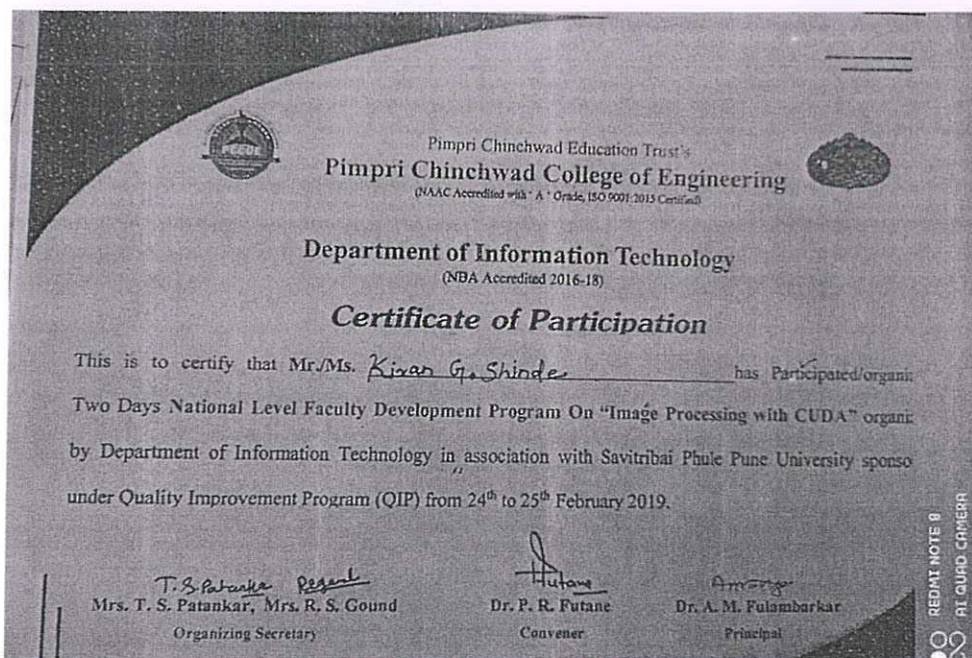 Pimpri Chinchwad Education Trust's
Pimpri Chinchwad College of Engineering
(NAAC Accredited with "A" Grade, ISO 9001:2015 Certified)
Department of Information Technology
(NBA Accredited 2016-18)
Certificate of Participation
This is to certify that Mr./Ms. Kiran G. Shinde has Participated/organi
Two Days National Level Faculty Development Program On “Image Processing with CUDA” organi
by Department of Information Technology in association with Savitribai Phule Pune University sponso
under Quality Improvement Program (QIP) from 24th to 25th February 2019.
T. S. Patankar
Mrs. T. S. Patankar, Mrs. R. S. Gound
Dr. P. R. Futane
Dr. A. M. Fulambarkar
Organizing Secretary
Convener
Principal
REDMI NOTE 8
AI QUAD CAMERA